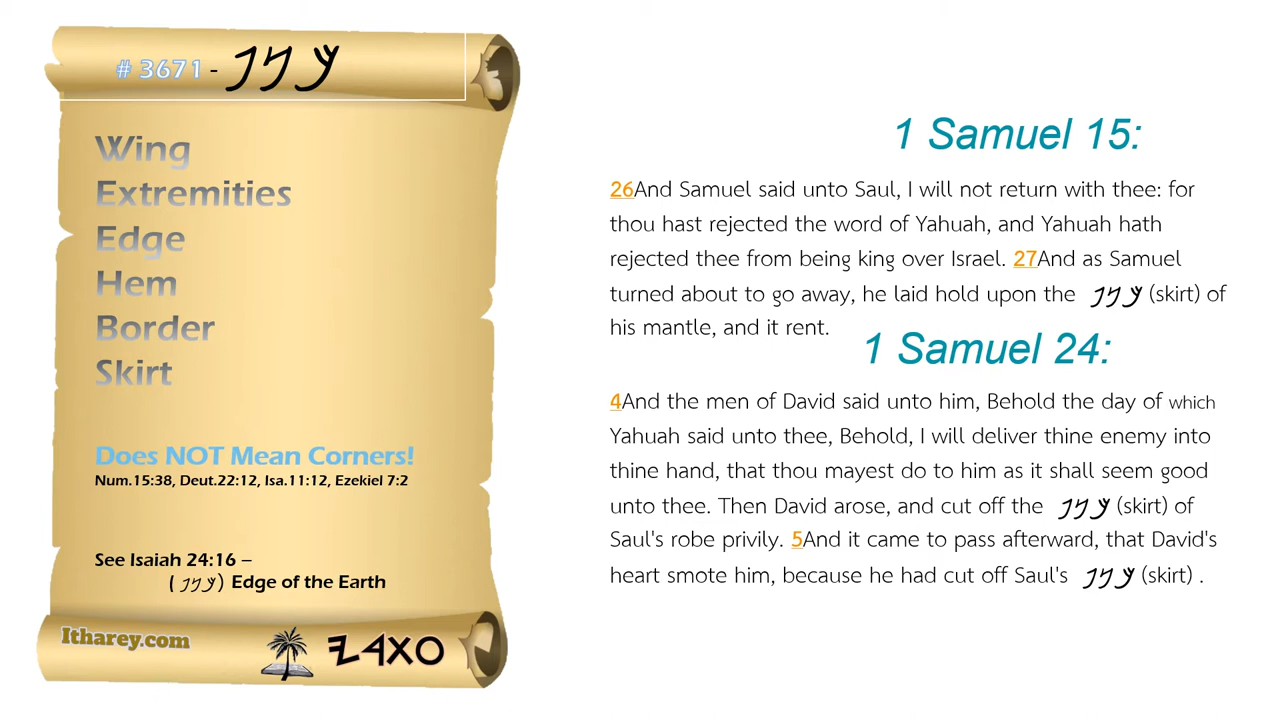 # 3671 - 𐤊𐤍𐤐
Wing
Extremities
Edge
Hem
Border
Skirt
Does NOT Mean Corners!
Num.15:38, Deut.22:12, Isa.11:12, Ezekiel 7:2
See Isaiah 24:16 –
(𐤊𐤍𐤐) Edge of the Earth
Itharey.com
𐤏𐤕𐤓𐤉
1 Samuel 15:
26And Samuel said unto Saul, I will not return with thee: for
thou hast rejected the word of Yahuah, and Yahuah hath
rejected thee from being king over Israel. 27And as Samuel
turned about to go away, he laid hold upon the 𐤊𐤍𐤐 (skirt) of
his mantle, and it rent.
1 Samuel 24:
4And the men of David said unto him, Behold the day of which
Yahuah said unto thee, Behold, I will deliver thine enemy into
thine hand, that thou mayest do to him as it shall seem good
unto thee. Then David arose, and cut off the 𐤊𐤍𐤐 (skirt) of
Saul's robe privily. 5And it came to pass afterward, that David's
heart smote him, because he had cut off Saul's 𐤊𐤍𐤐 (skirt) .